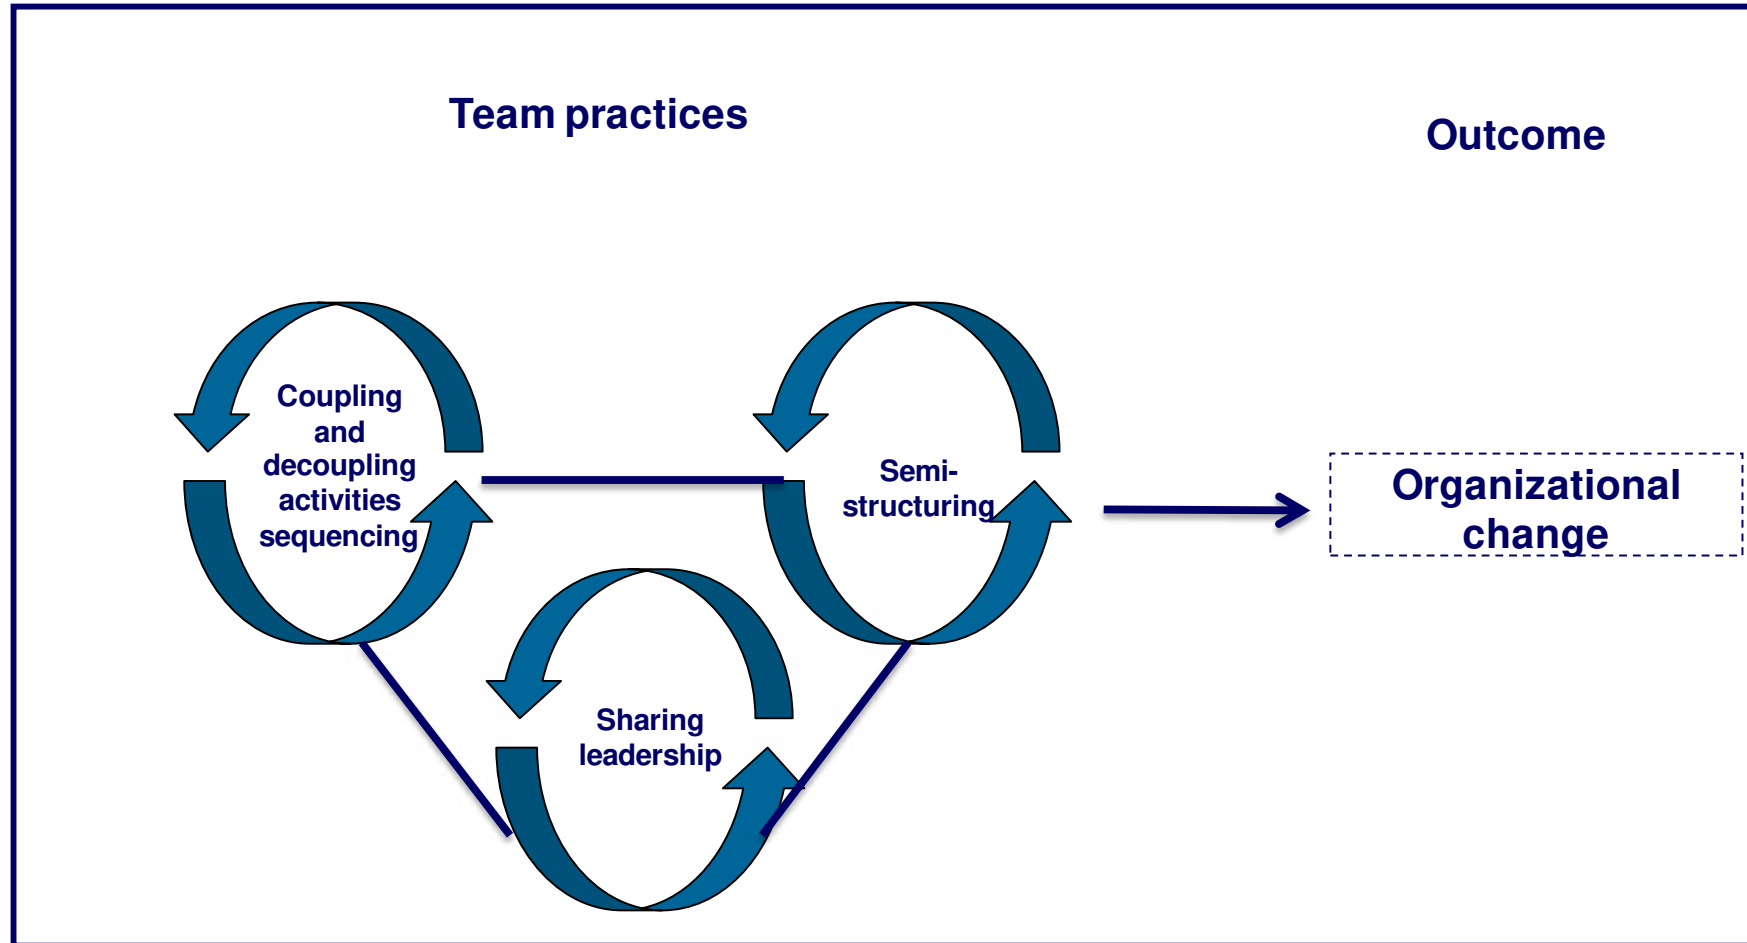 Team practices
Outcome
Coupling
and
decoupling
activities
sequencing
Semi-
structuring
Organizational
change
Sharing
leadership